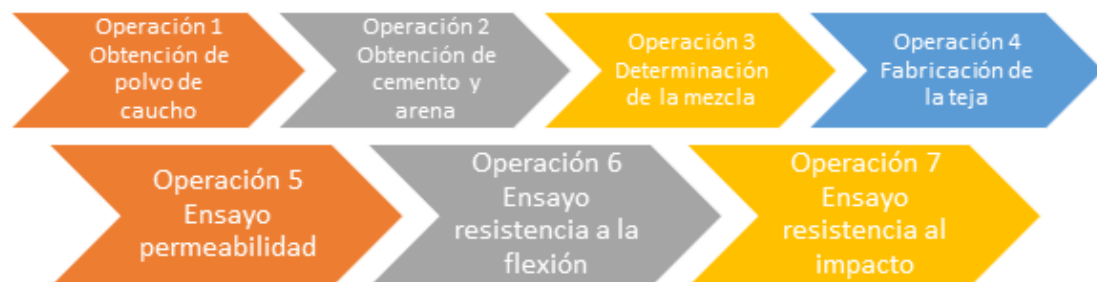 Operación 1
Obtención de
polvo de
caucho
Operación 2
Obtención de
cemento y
arena
Operación 3
Determinación
de la mezcla
Operación 4
Fabricación de
la teja
Operación 5
Ensayo
permeabilidad
Operación 6
Ensayo
resistencia a la
flexión
Operación 7
Ensayo
resistencia al
impacto